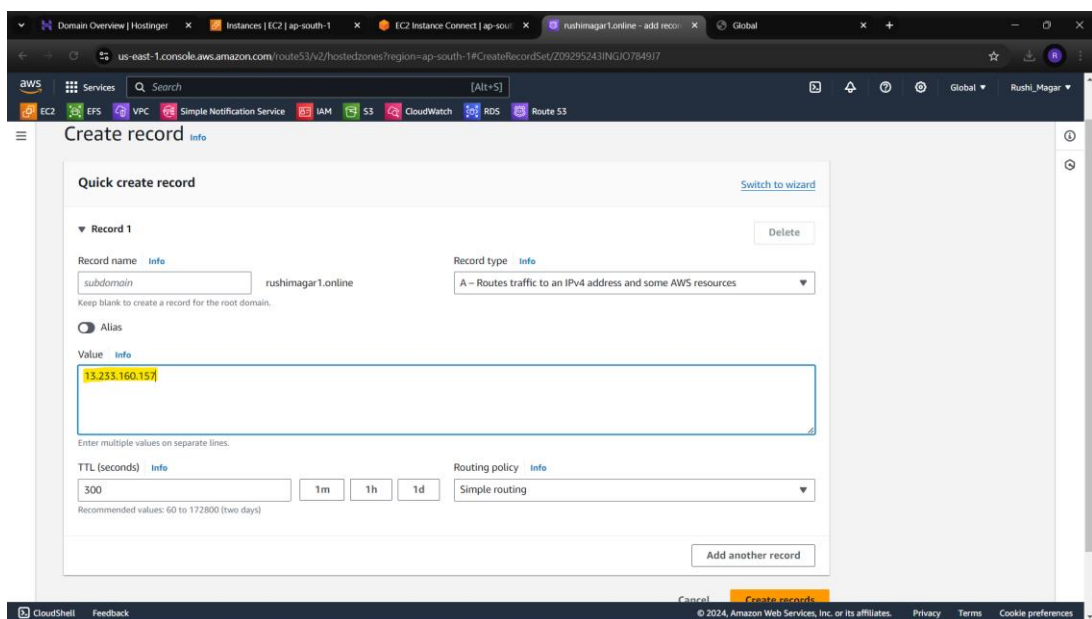 Domain Overview | Hostinger
Instances | EC2 | ap-south-1
EC2 Instance Connect | ap-sout
rushimagar1.online - add recor
Global
us-east-1.console.aws.amazon.com/route53/v2/hostedzones?region=ap-south-1#CreateRecordSet/Z09295243INGJO7849J7
R
aws Services Search [Alt+S] Global Rushi_Magar
EC2 EFS VPC Simple Notification Service IAM S3 CloudWatch RDS Route 53
Create record Info
Quick create record Switch to wizard
Record 1 Delete
Record name Info Record type Info
subdomain rushimagar1.online A – Routes traffic to an IPv4 address and some AWS resources
Keep blank to create a record for the root domain.
Alias
Value Info
13.233.160.157
Enter multiple values on separate lines.
TTL (seconds) Info Routing policy Info
300 1m 1h 1d Simple routing
Recommended values: 60 to 172800 (two days)
Add another record
Cancel Create records
CloudShell Feedback © 2024, Amazon Web Services, Inc. or its affiliates. Privacy Terms Cookie preferences